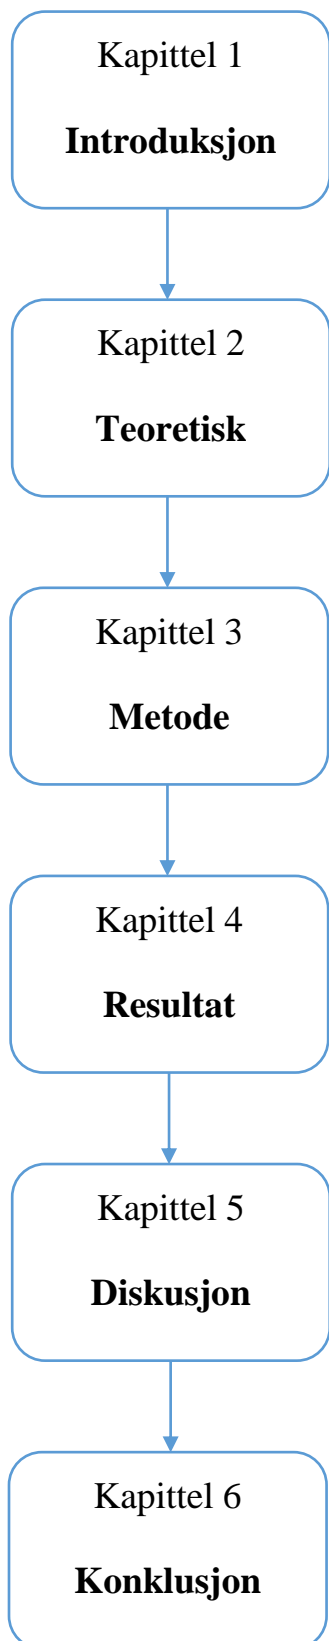 Kapittel 1
Introduksjon
Kapittel 2
Teoretisk
Kapittel 3
Metode
Kapittel 4
Resultat
Kapittel 5
Diskusjon
Kapittel 6
Konklusjon